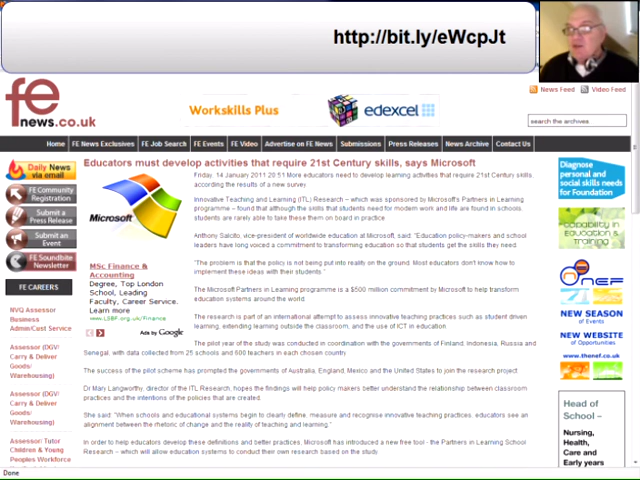 http://bit.ly/eWcpJt
fe
news.co.uk
Workskills Plus
edexcel
News Feed
Video Feed
search the archives
Home
FE News Exclusives
FE Job Search
FE Events
FE Video
Advertise on FE News
Submissions
Press Releases
News Archive
Contact Us
Daily News
via email
FE Community
Registration
Submit a
Press Release
Submit an
Event
FE Soundbite
Newsletter
FE CAREERS
NVQ Assessor
Business
Admin/Cust Service
Assessor (DGV/
Carry & Deliver
Goods/
Warehousing)
Assessor (DGV/
Carry & Deliver
Goods/
Warehousing)
Assessor/ Tutor
Children & Young
Peoples Workforce
Educators must develop activities that require 21st Century skills, says Microsoft
Friday, 14 January 2011 20:51 More educators need to develop learning activities that require 21st Century skills
according the results of a new survey
Microsoft
Innovative Teaching and Learning (ITL) Research – which was sponsored by Microsoft's Partners in Learning
programme – found that although the skills that students need for modern work and life are found in schools,
students are rarely able to take these on board in practice
Anthony Salcito, vice-president of worldwide education at Microsoft, said: "Education policy-makers and school
leaders have long voiced a commitment to transforming education so that students get the skills they need.
"The problem is that the policy is not being put into reality on the ground. Most educators don't know how to
implement these ideas with their students."
MSc Finance &
Accounting
Degree, Top London
School, Leading
Faculty, Career Service.
Learn more
www.LSBF.org.uk/Finance
Ads by Google
The Microsoft Partners in Learning programme is a $500 million commitment by Microsoft to help transform
education systems around the world.
The research is part of an international attempt to assess innovative teaching practices such as student driven
learning, extending learning outside the classroom, and the use of ICT in education.
The pilot year of the study was conducted in coordination with the governments of Finland, Indonesia, Russia and
Senegal, with data collected from 25 schools and 600 teachers in each chosen country
The success of the pilot scheme has prompted the governments of Australia, England, Mexico and the United States to join the research project.
Dr Mary Langworthy, director of the ITL Research, hopes the findings will help policy makers better understand the relationship between classroom
practices and the intentions of the policies that are created.
She said: "When schools and educational systems begin to clearly define, measure and recognise innovative teaching practices, educators see an
alignment between the rhetoric of change and the reality of teaching and learning."
In order to help educators develop these definitions and better practices, Microsoft has introduced a new free tool - the Partners in Learning School
Research – which will allow education systems to conduct their own research based on the study
Diagnose
personal and
social skills needs
for Foundation
capability in
Education &
Training
onef
NEW SEASON
of Events
NEW WEBSITE
of Opportunities
www.thonef.co.uk
Head of
School –
Nursing,
Health,
Care and
Early years
Done